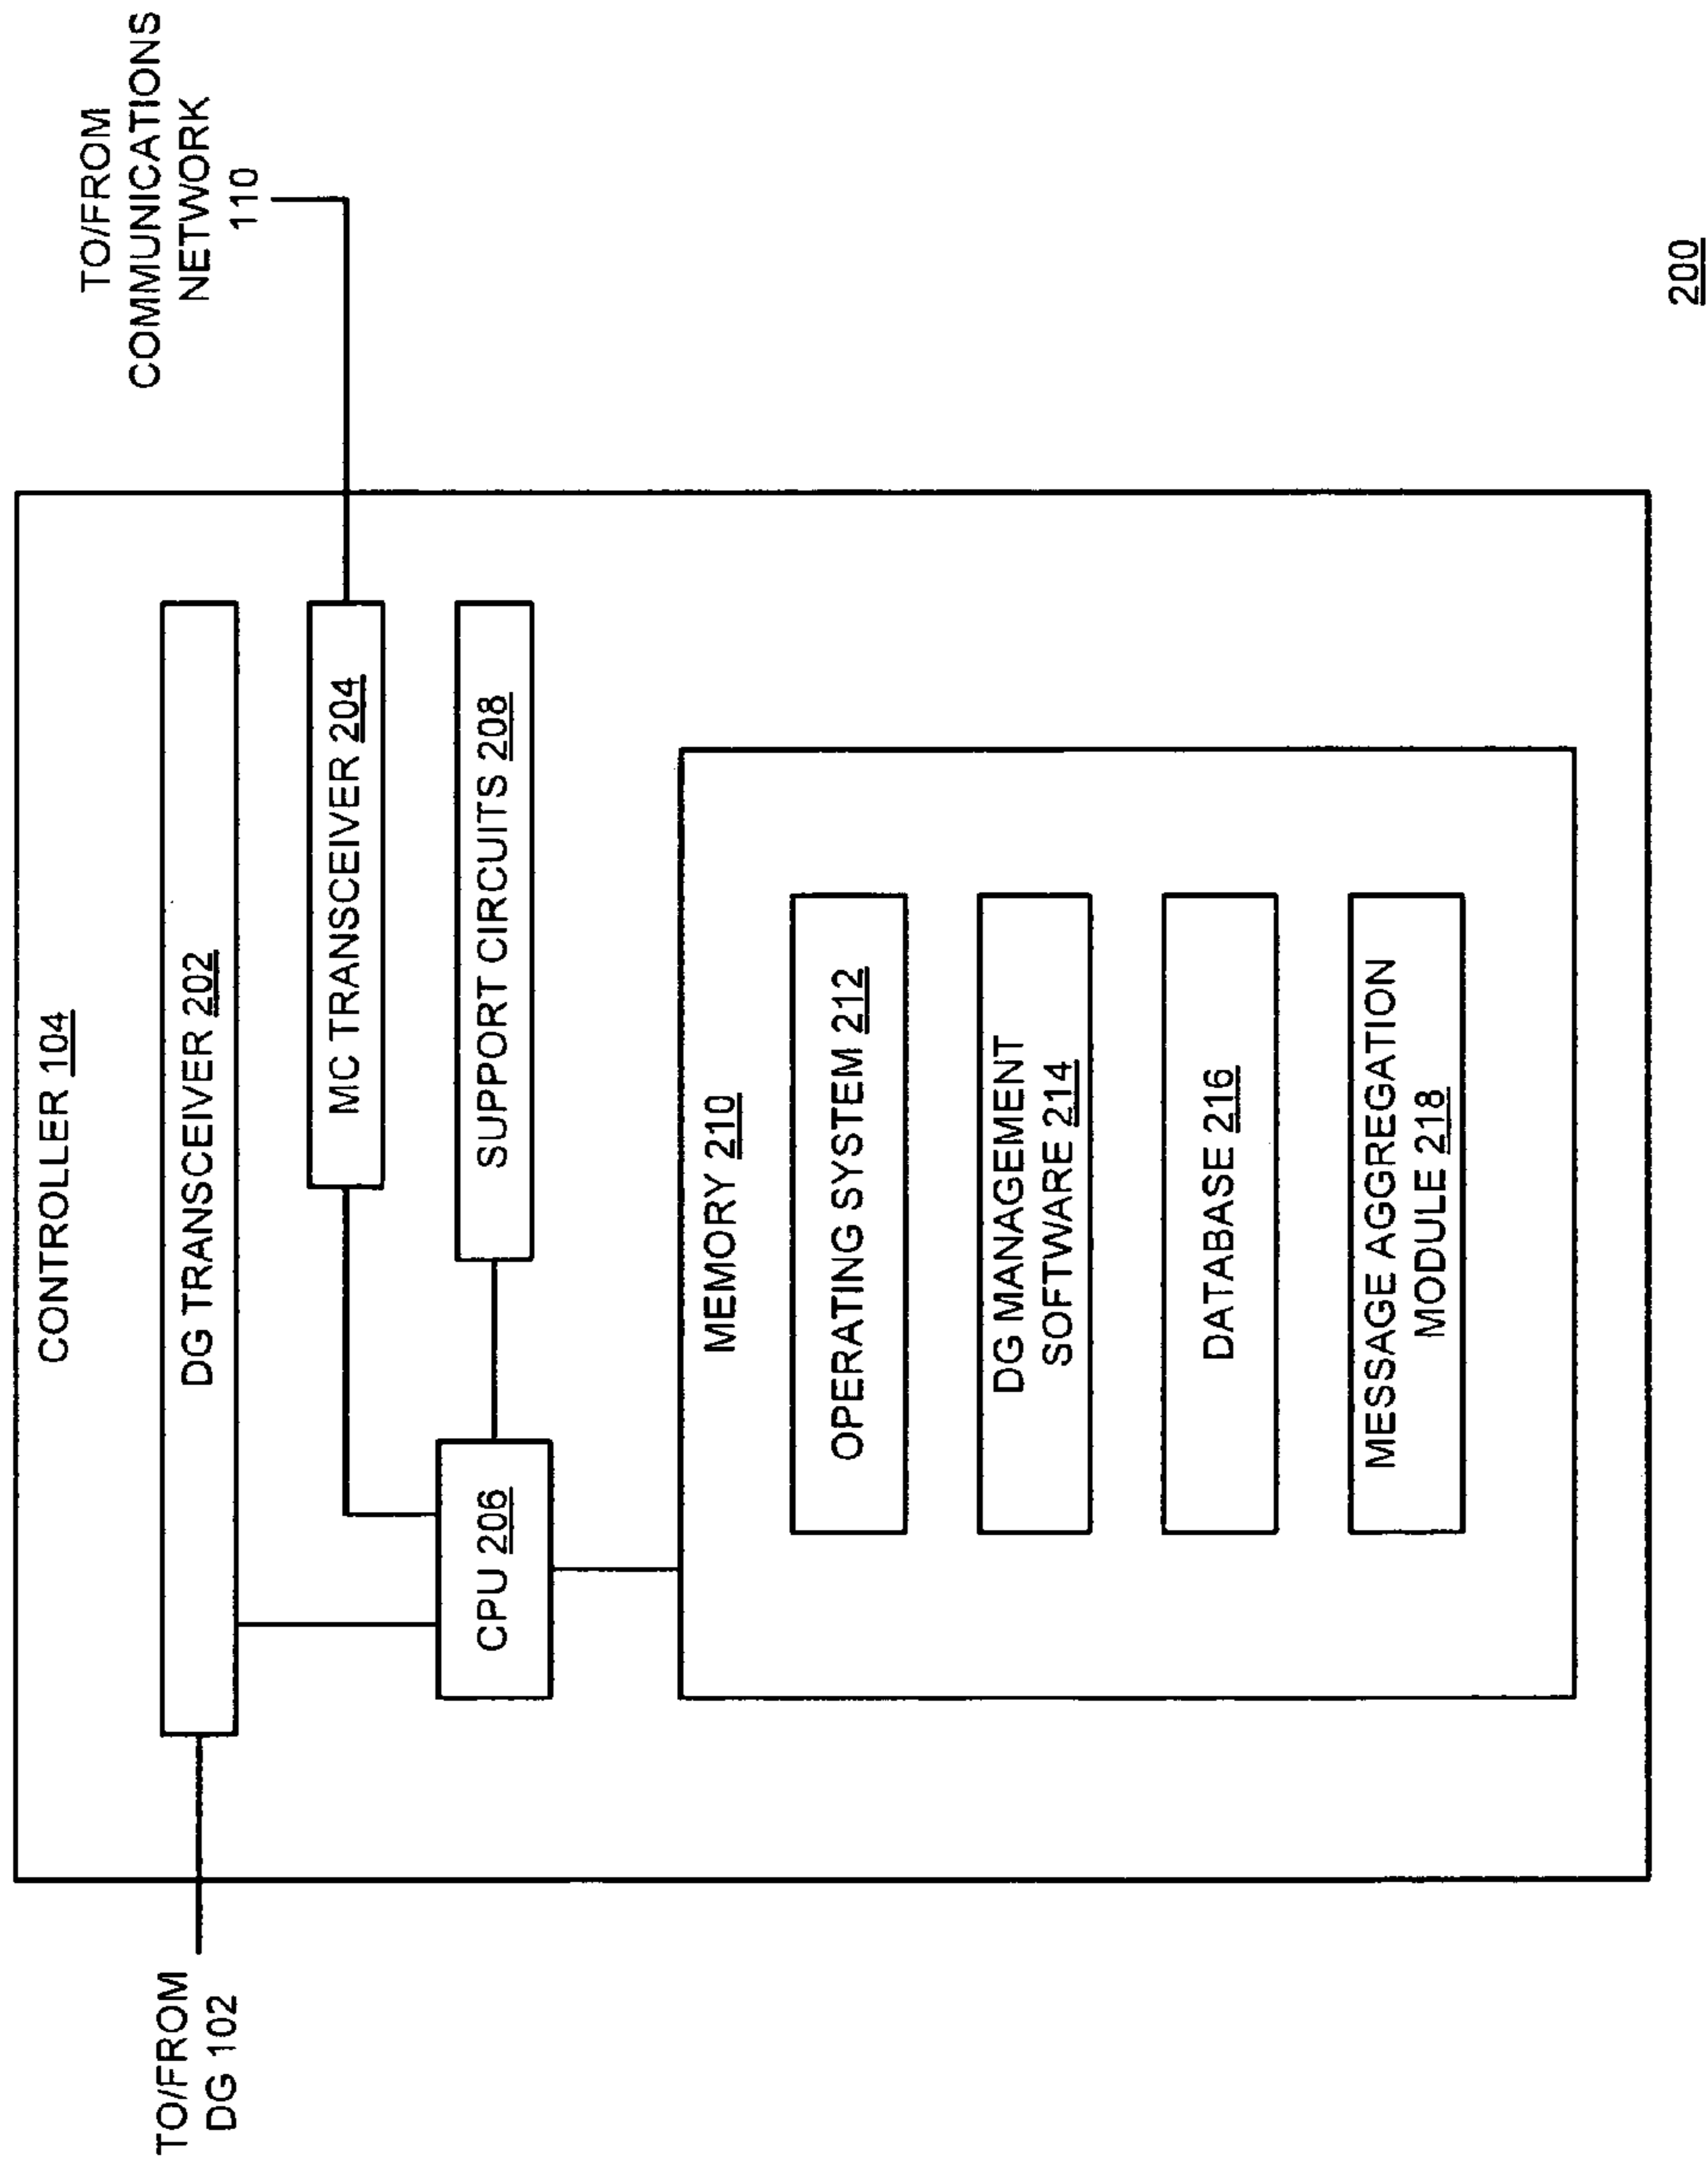 CONTROLLER 104
TO/FROM
DG 102
DG TRANSCEIVER 202
TO/FROM
COMMUNICATIONS
NETWORK
110
MC TRANSCEIVER 204
CPU 206
SUPPORT CIRCUITS 208
MEMORY 210
OPERATING SYSTEM 212
DG MANAGEMENT
SOFTWARE 214
DATABASE 216
MESSAGE AGGREGATION
MODULE 218
200